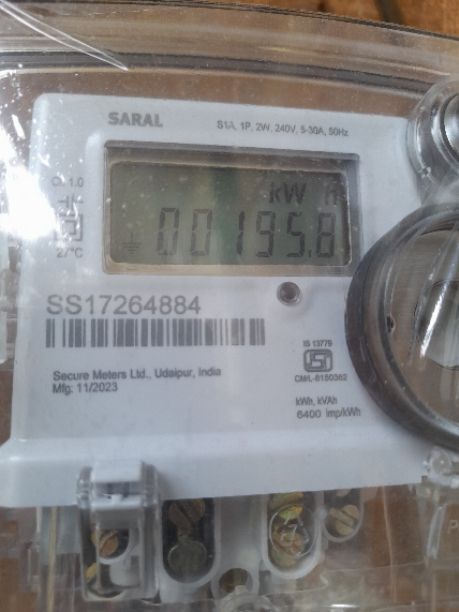 SARAL
S1A, 1P, 2W, 240V, 5-30A, 50Hz
Cl. 1.0
kW h
00195.8
27°C
SS17264884
IS 13779
CM/L-8150362
Secure Meters Ltd., Udaipur, India
Mfg: 11/2023
kWh, kVAh
6400 imp/kWh